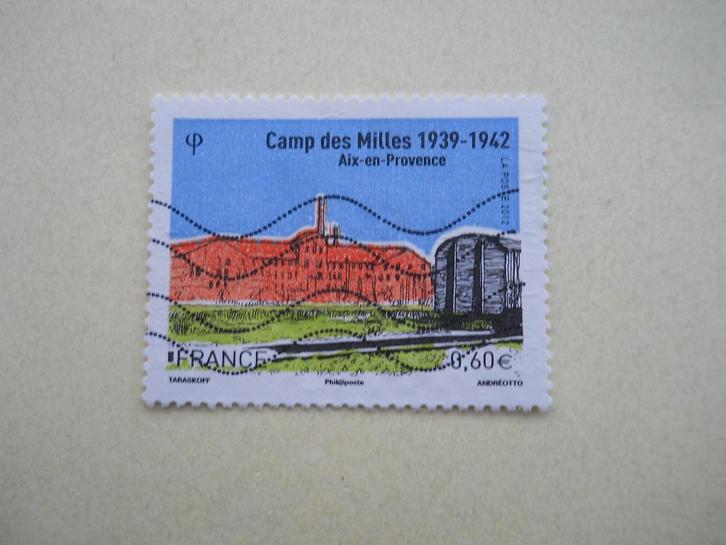 φ
Camp des Milles 1939-1942
Aix-en-Provence
LA POSTE 2012
FRANCE
0,60€
TARASKOFF
Phil@poste
ANDRÉOTTO